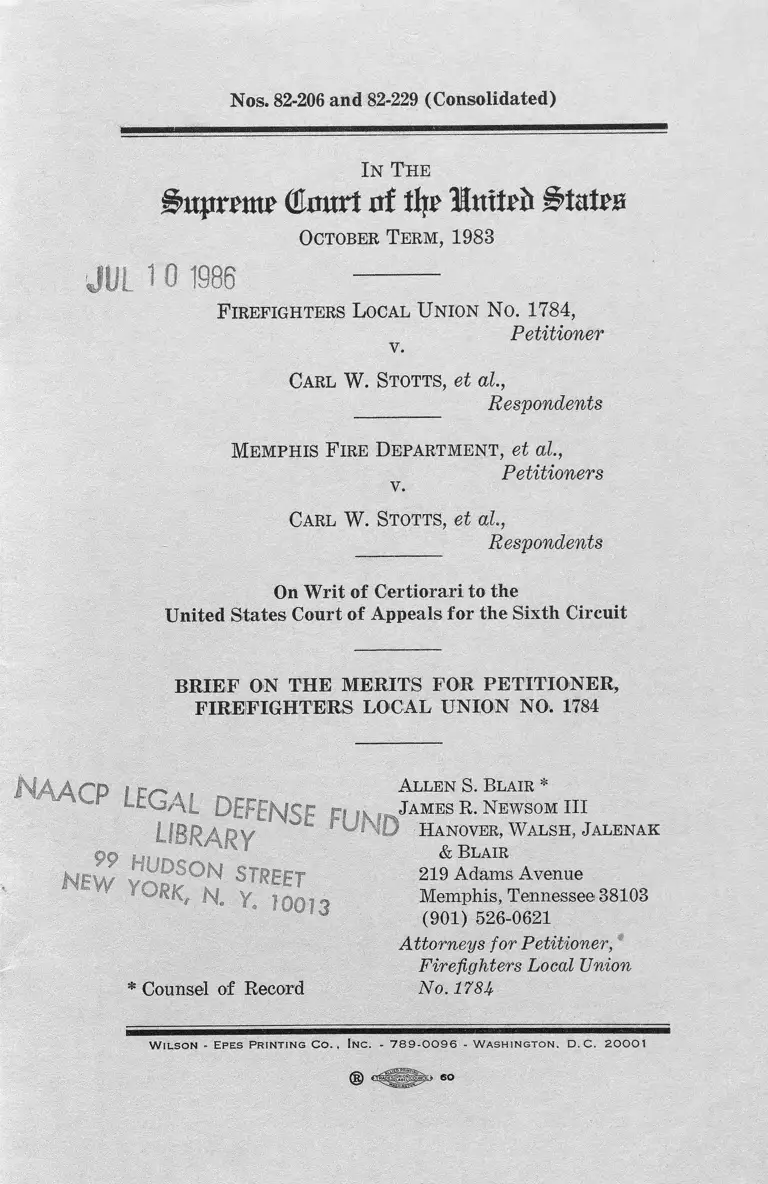 Nos. 82-206 and 82-229 (Consolidated)
IN THE
Supreme Court of the United States
OCTOBER TERM, 1983
JUL 10 1986
FIREFIGHTERS LOCAL UNION NO. 1784,
Petitioner
v.
CARL W. STOTTS, et al.,
Respondents
MEMPHIS FIRE DEPARTMENT, et al.,
Petitioners
v.
CARL W. STOTTS, et al.,
Respondents
On Writ of Certiorari to the
United States Court of Appeals for the Sixth Circuit
BRIEF ON THE MERITS FOR PETITIONER,
FIREFIGHTERS LOCAL UNION NO. 1784
NAACP LEGAL DEFENSE FUND
LIBRARY
99 HUDSON STREET
NEW YORK, N. Y. 10013
ALLEN S. BLAIR *
JAMES R. NEWSOM III
HANOVER, WALSH, JALENAK
& BLAIR
219 Adams Avenue
Memphis, Tennessee 38103
(901) 526-0621
Attorneys for Petitioner,
Firefighters Local Union
No. 1784
* Counsel of Record
WILSON - EPES PRINTING CO., INC. - 789-0096 - WASHINGTON, D.C. 20001
® 60